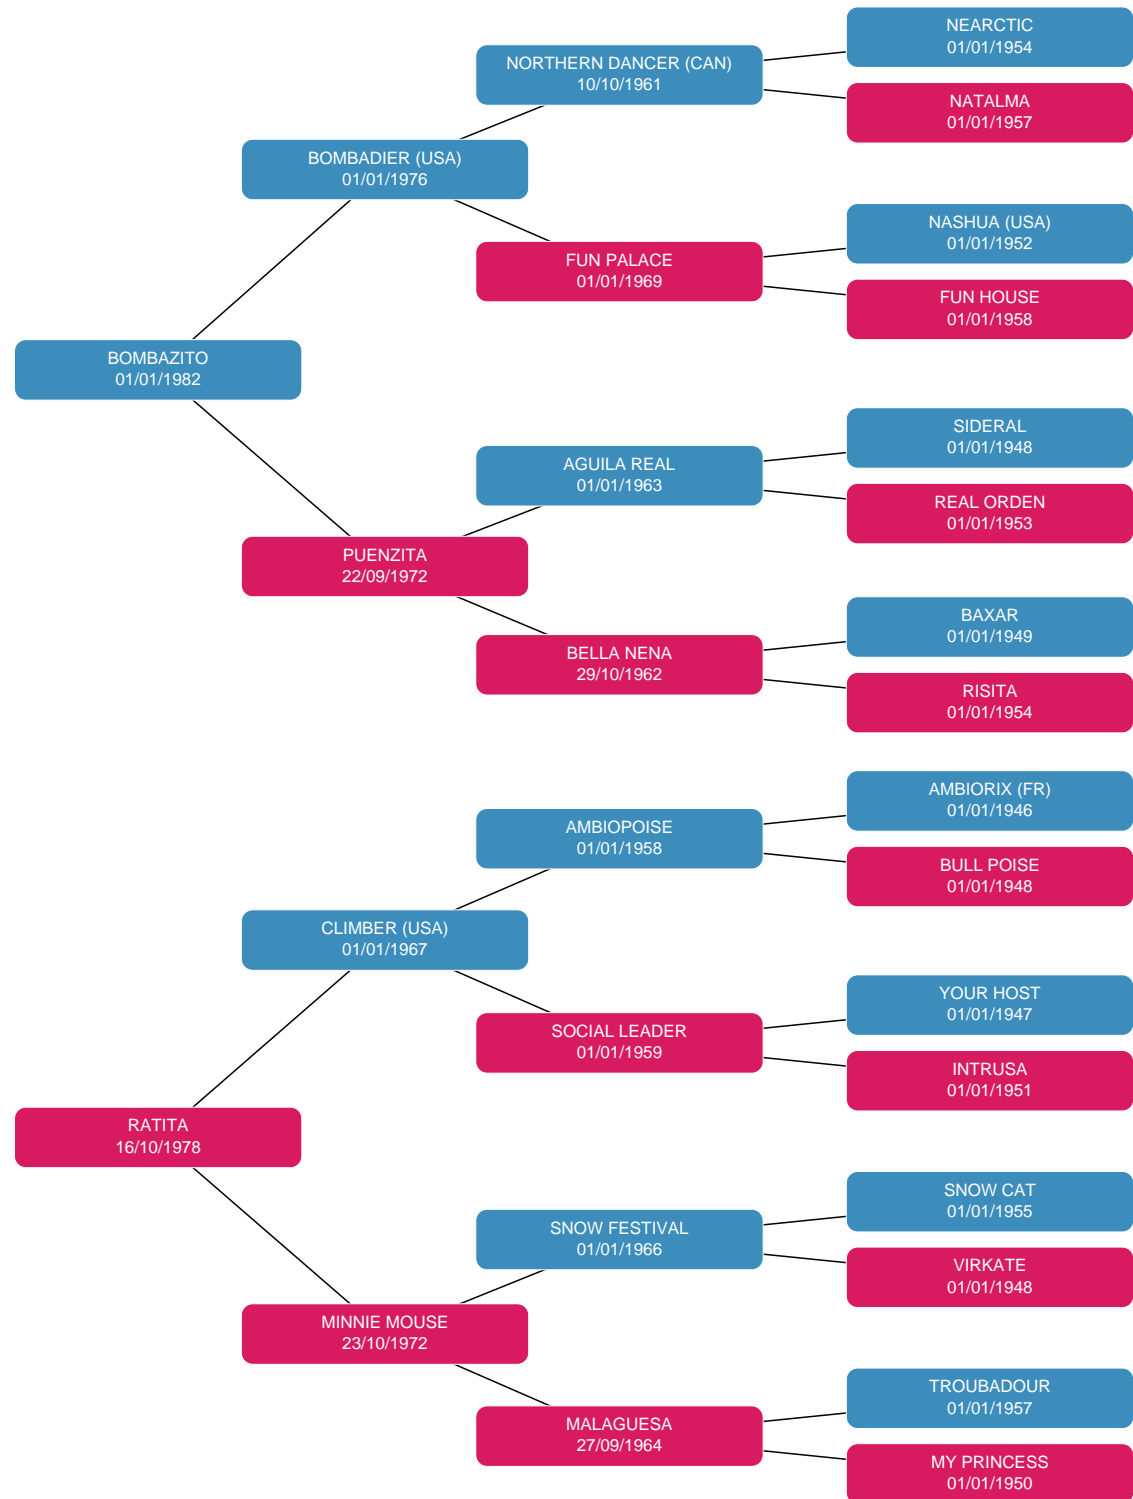 NEARCTIC
01/01/1954
NORTHERN DANCER (CAN)
10/10/1961
NATALMA
01/01/1957
BOMBADIER (USA)
01/01/1976
NASHUA (USA)
01/01/1952
FUN PALACE
01/01/1969
FUN HOUSE
01/01/1958
BOMBAZITO
01/01/1982
SIDERAL
01/01/1948
AGUILA REAL
01/01/1963
REAL ORDEN
01/01/1953
PUENZITA
22/09/1972
BAXAR
01/01/1949
BELLA NENA
29/10/1962
RISITA
01/01/1954
AMBIORIX (FR)
01/01/1946
AMBIOPOISE
01/01/1958
BULL POISE
01/01/1948
CLIMBER (USA)
01/01/1967
YOUR HOST
01/01/1947
SOCIAL LEADER
01/01/1959
INTRUSA
01/01/1951
RATITA
16/10/1978
SNOW CAT
01/01/1955
SNOW FESTIVAL
01/01/1966
VIRKATE
01/01/1948
MINNIE MOUSE
23/10/1972
TROUBADOUR
01/01/1957
MALAGUESA
27/09/1964
MY PRINCESS
01/01/1950